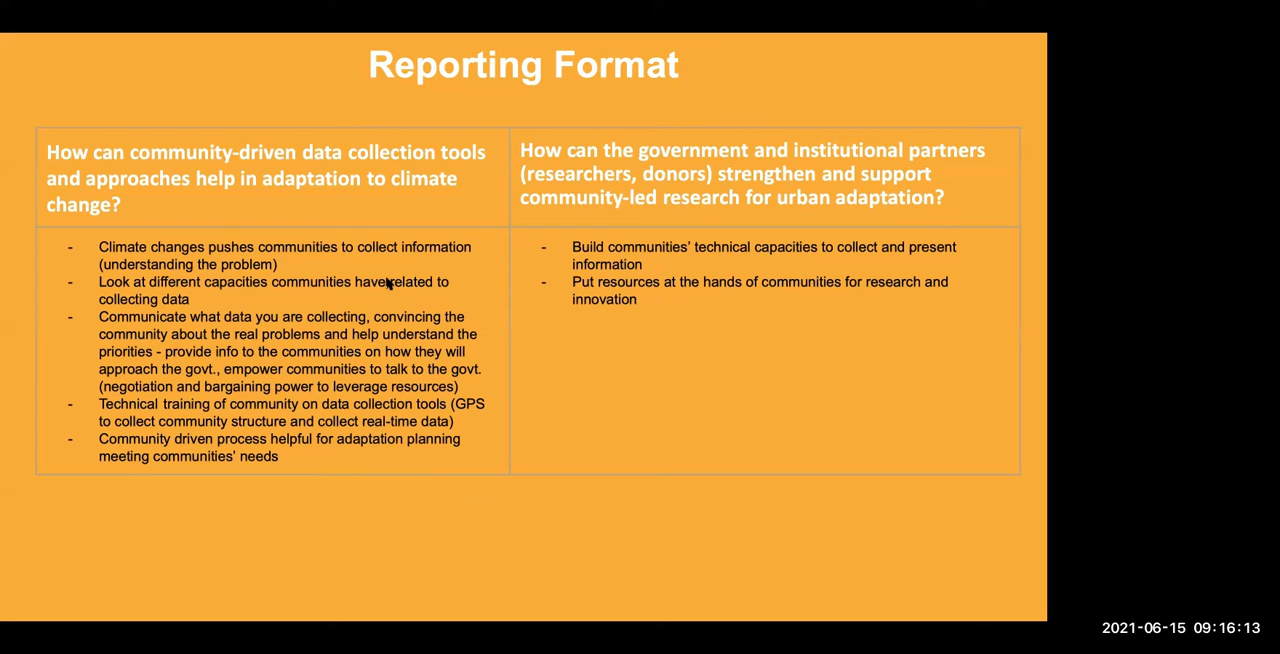 Reporting Format
How can community-driven data collection tools
and approaches help in adaptation to climate
change?
How can the government and institutional partners
(researchers, donors) strengthen and support
community-led research for urban adaptation?
- Climate changes pushes communities to collect information
(understanding the problem)
- Look at different capacities communities have related to
collecting data
- Communicate what data you are collecting, convincing the
community about the real problems and help understand the
priorities - provide info to the communities on how they will
approach the govt., empower communities to talk to the govt.
(negotiation and bargaining power to leverage resources)
- Technical training of community on data collection tools (GPS
to collect community structure and collect real-time data)
- Community driven process helpful for adaptation planning
meeting communities' needs
- Build communities' technical capacities to collect and present
information
- Put resources at the hands of communities for research and
innovation
2021-06-15 09:16:13